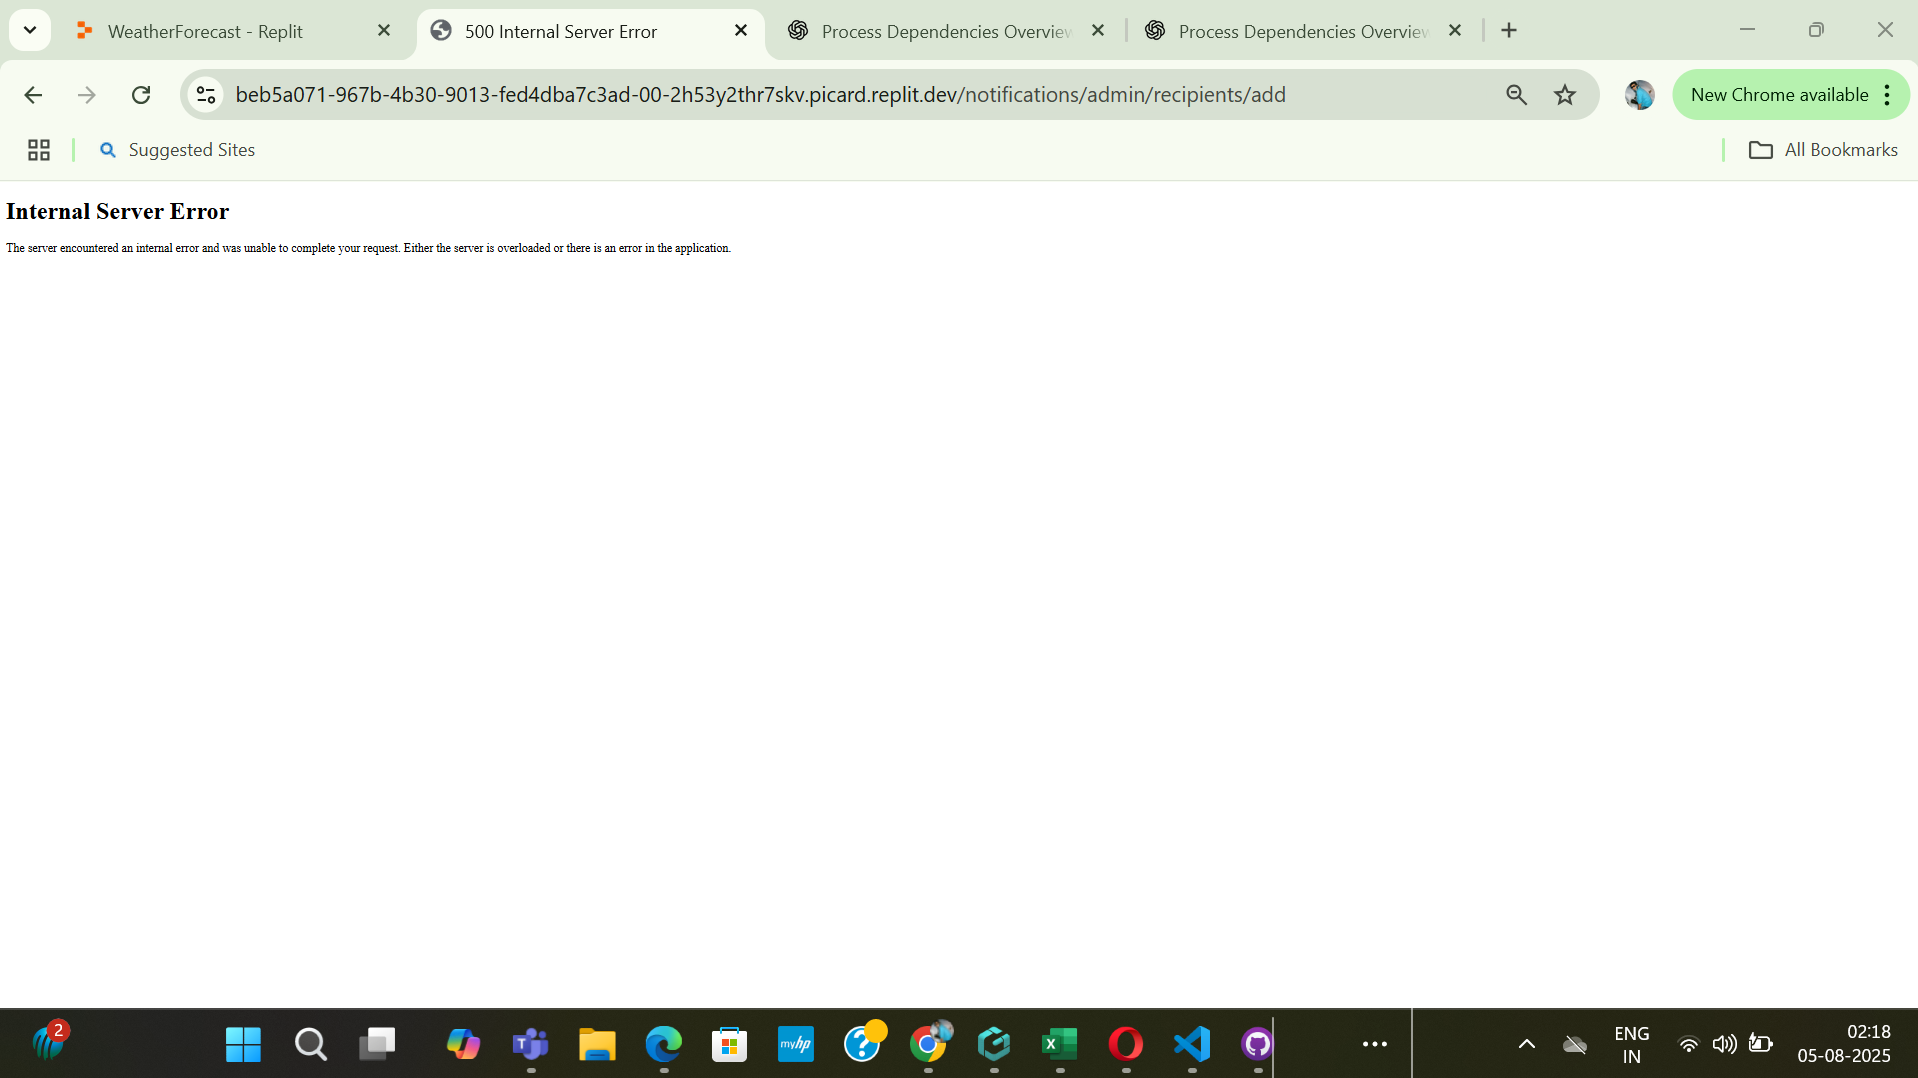 WeatherForecast - Replit
500 Internal Server Error
Process Dependencies Overview
Process Dependencies Overview
beb5a071-967b-4b30-9013-fed4dba7c3ad-00-2h53y2thr7skv.picard.replit.dev/notifications/admin/recipients/add
New Chrome available
Suggested Sites
All Bookmarks
Internal Server Error
The server encountered an internal error and was unable to complete your request. Either the server is overloaded or there is an error in the application.
2
myhp
ENG
IN
02:18
05-08-2025